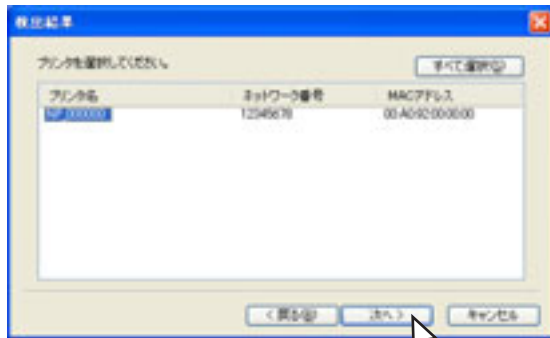 検出結果
プリンタを選択してください。
すべて選択(S)
プリンタ名 ネットワーク番号 MACアドレス
NP_000000 12345678 00:A0:92:00:00:00
< 戻る(B) 次へ > キャンセル